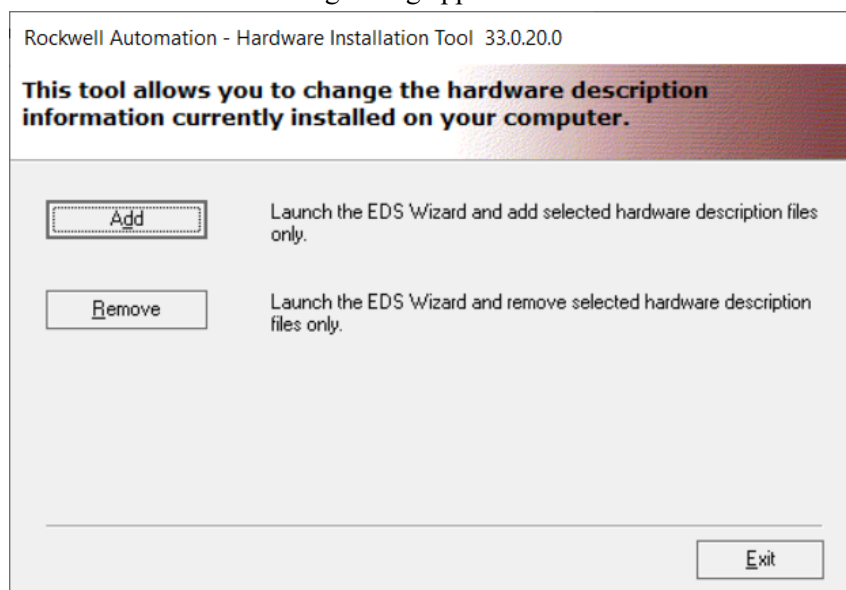 Rockwell Automation - Hardware Installation Tool 33.0.20.0
This tool allows you to change the hardware description
information currently installed on your computer.
Add
Launch the EDS Wizard and add selected hardware description files
only.
Remove
Launch the EDS Wizard and remove selected hardware description
files only.
Exit